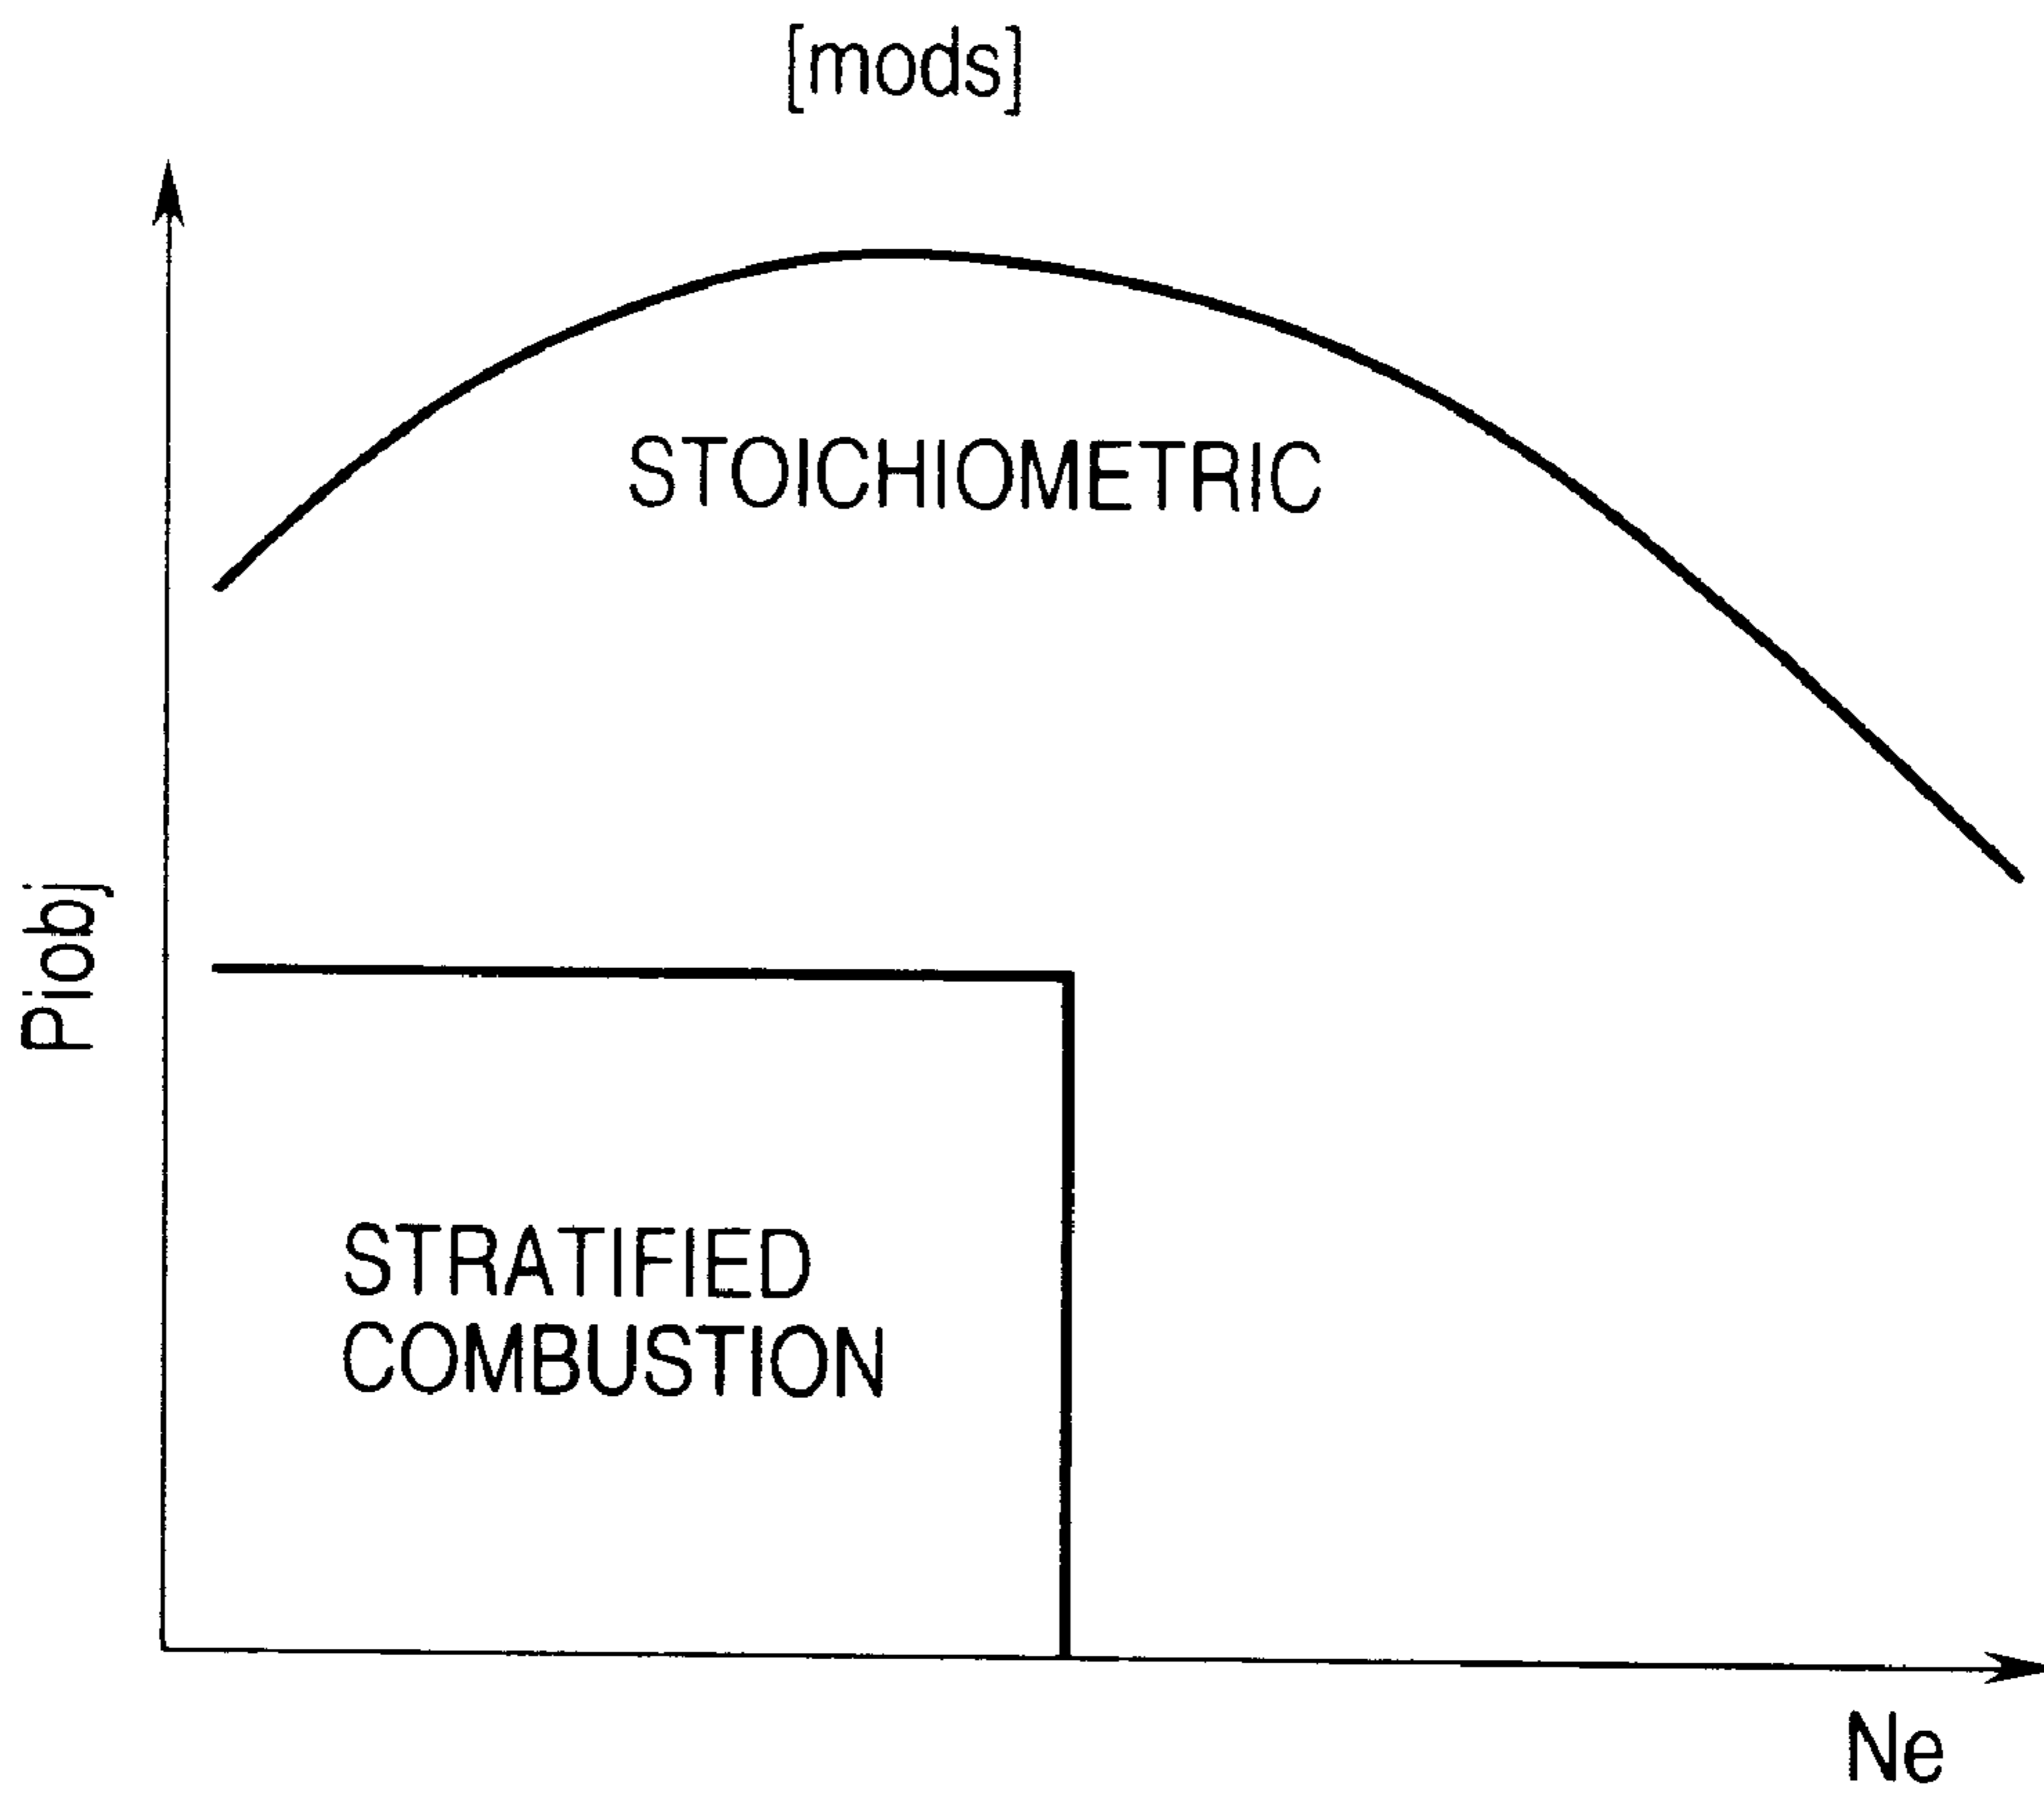 [mods]
STOICHIOMETRIC
Piobj
STRATIFIED
COMBUSTION
Ne